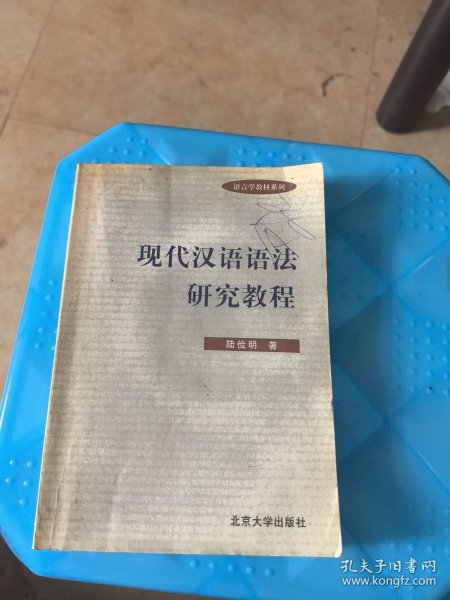 语言学教材系列
现代汉语语法
研究教程
陆俭明 著
北京大学出版社
孔夫子旧书网
www.kongfz.com